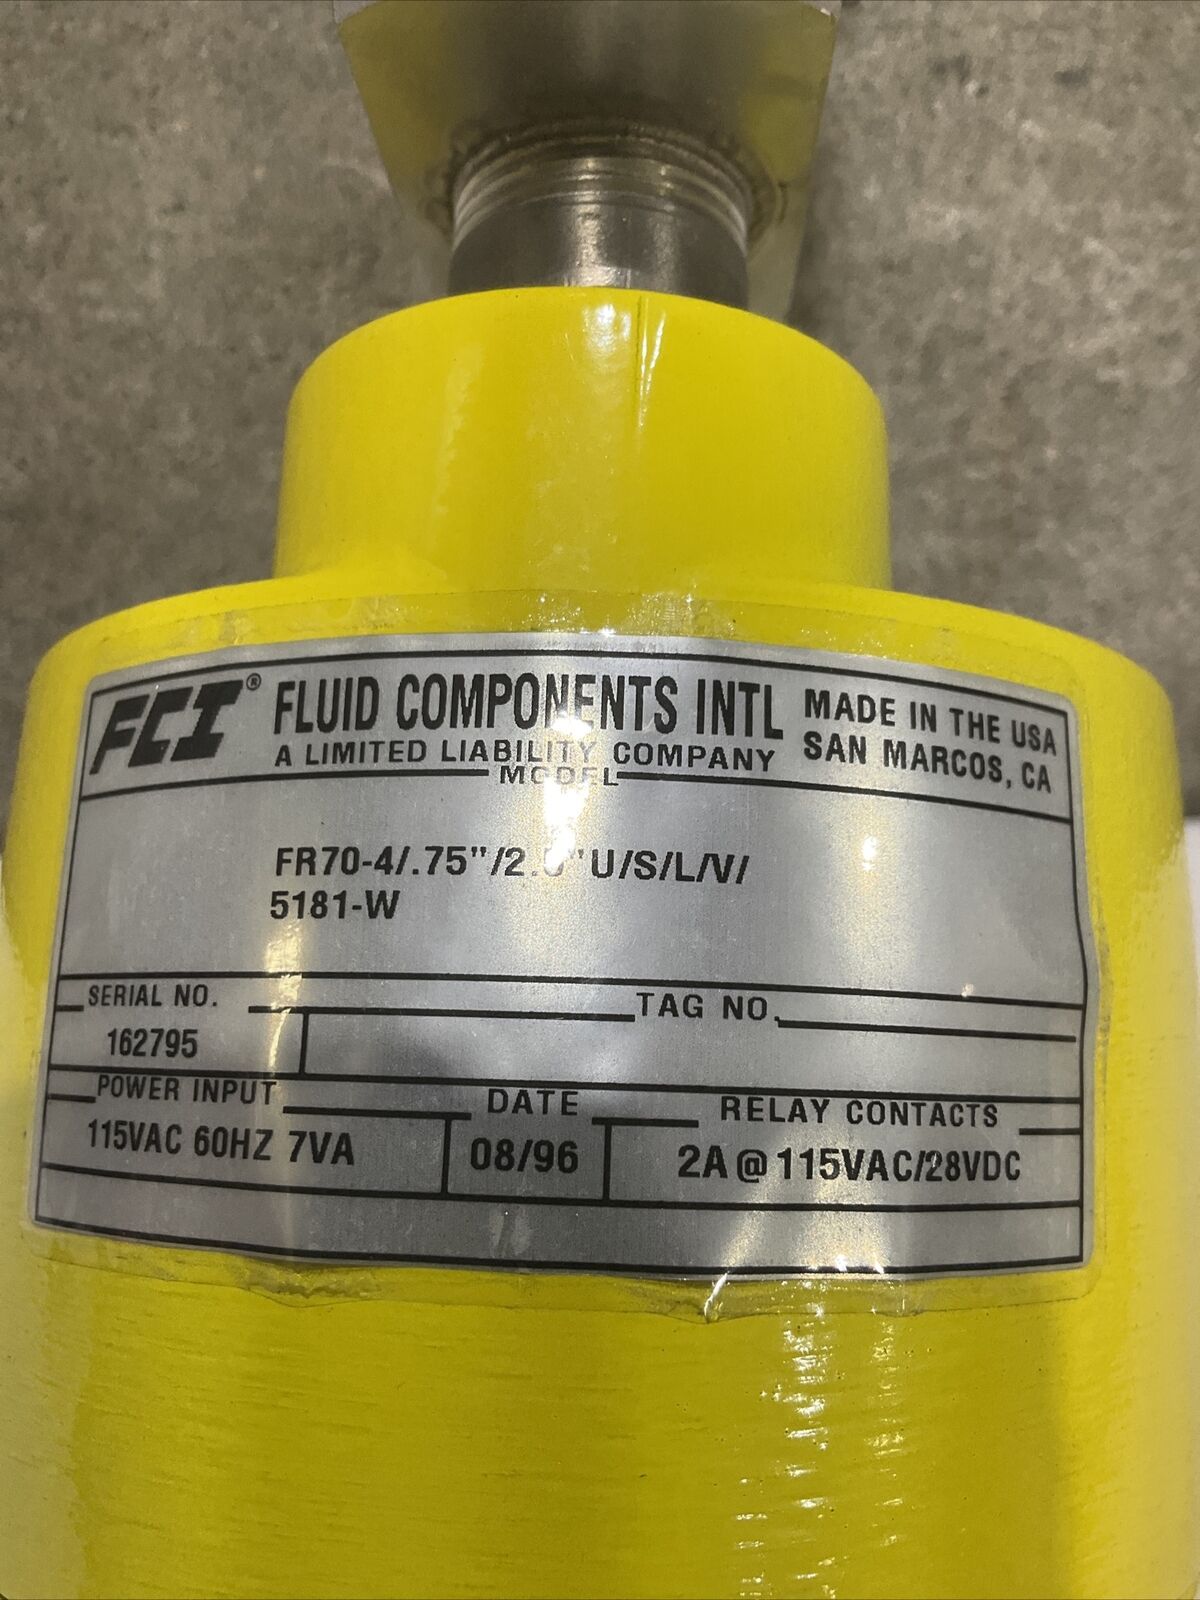 FCI® FLUID COMPONENTS INTL
A LIMITED LIABILITY COMPANY
MADE IN THE USA
SAN MARCOS, CA
MODEL
FR70-4/.75"/ U/S/L/V/
5181-W
SERIAL NO.
162795
TAG NO.
POWER INPUT
115VAC 60HZ 7VA
DATE
08/96
RELAY CONTACTS
2A @ 115VAC/28VDC